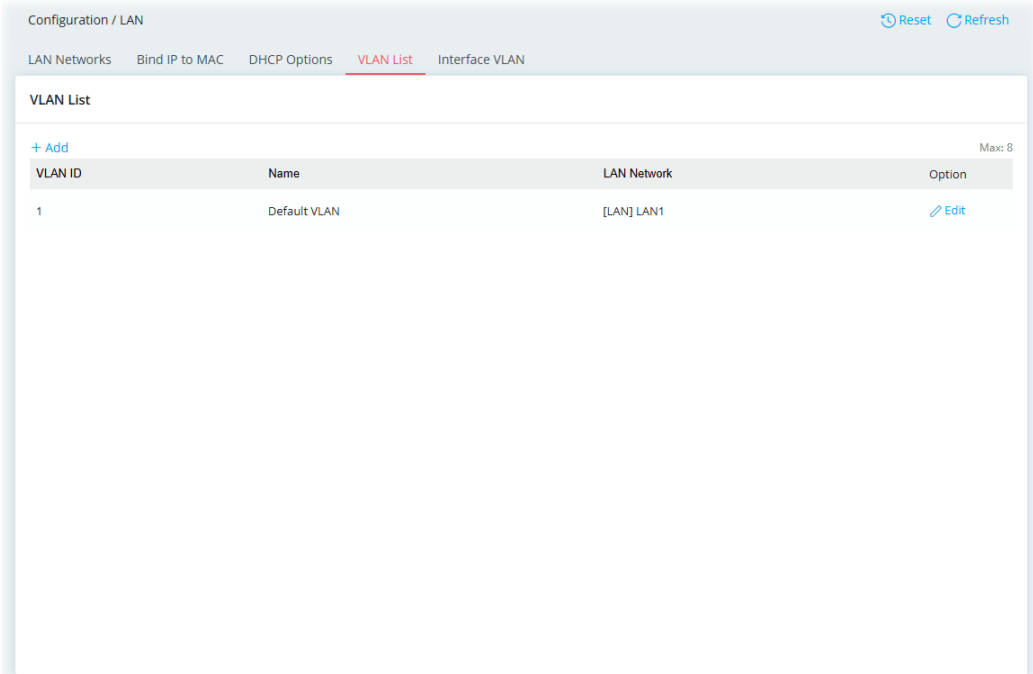 Configuration / LAN Reset Refresh
LAN Networks Bind IP to MAC DHCP Options VLAN List Interface VLAN
VLAN List
+ Add Max: 8
VLAN ID Name LAN Network Option
1 Default VLAN [LAN] LAN1 Edit